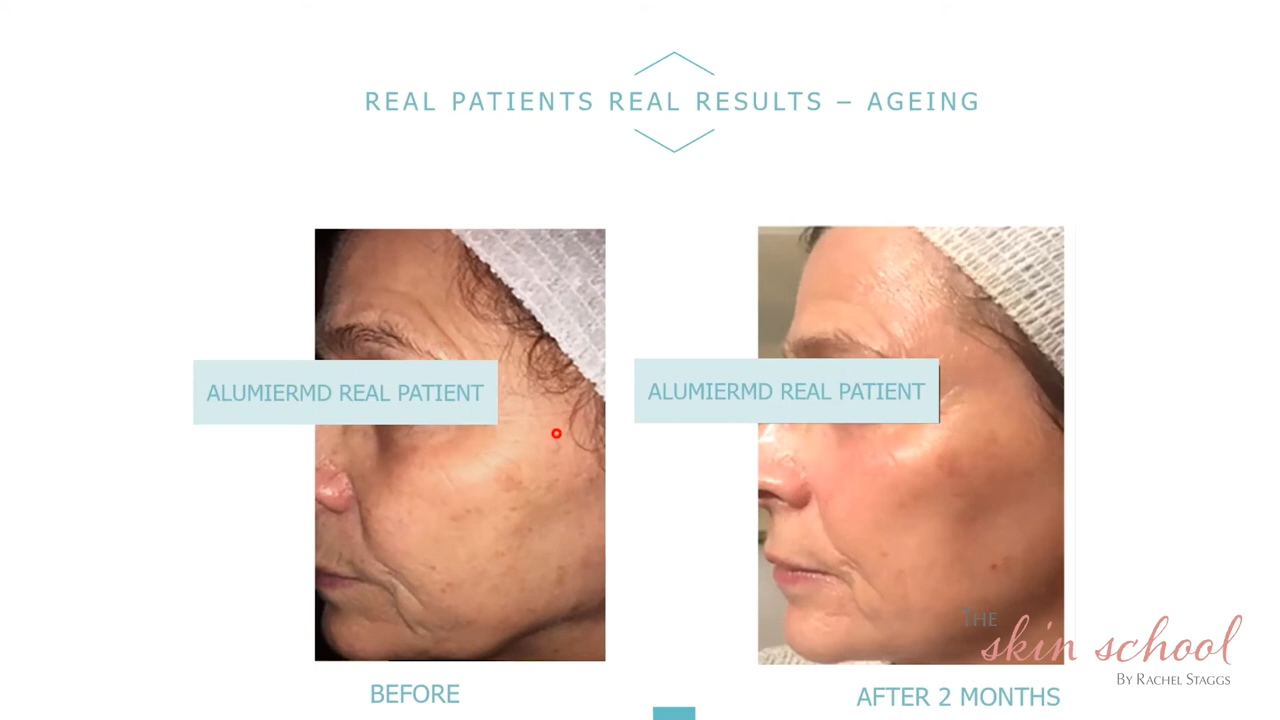 REAL PATIENTS REAL RESULTS – AGEING
ALUMIERMD REAL PATIENT
ALUMIERMD REAL PATIENT
BEFORE
AFTER 2 MONTHS
THE
skin school
BY RACHEL STAGGS